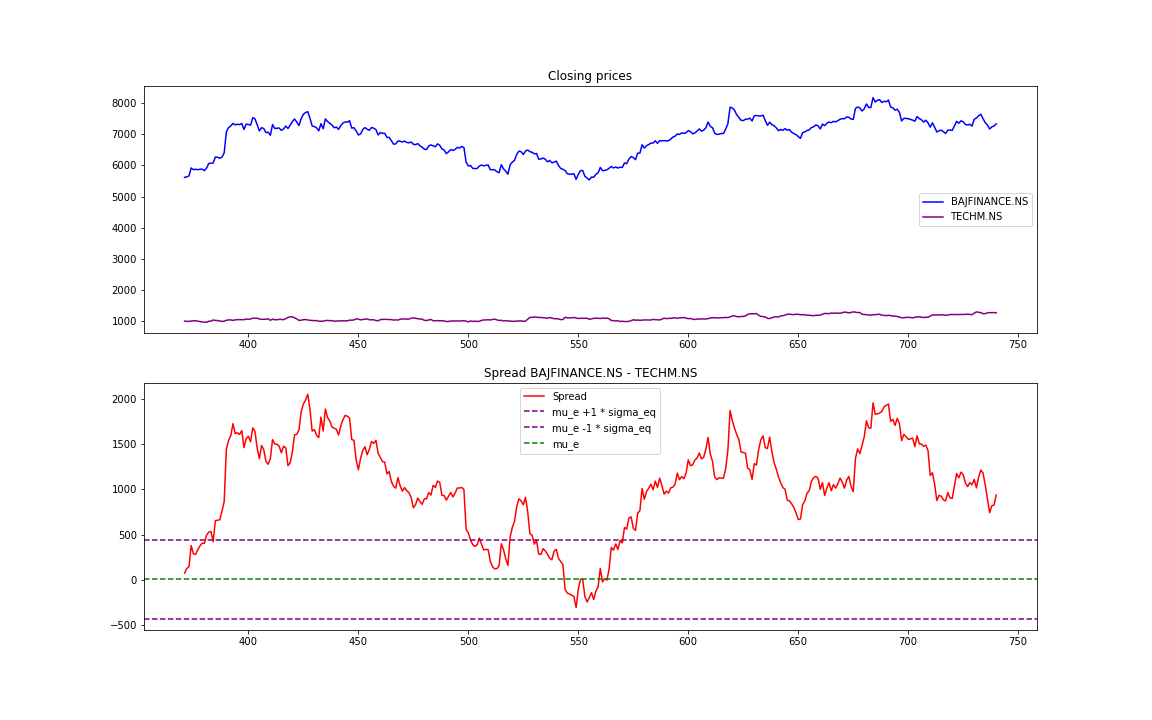 Closing prices
8000
7000
6000
5000
4000
3000
2000
1000
BAJFINANCE.NS
TECHM.NS
400 450 500 550 600 650 700 750
Spread BAJFINANCE.NS - TECHM.NS
2000
1500
1000
500
0
−500
Spread
mu_e +1 * sigma_eq
mu_e -1 * sigma_eq
mu_e
400 450 500 550 600 650 700 750